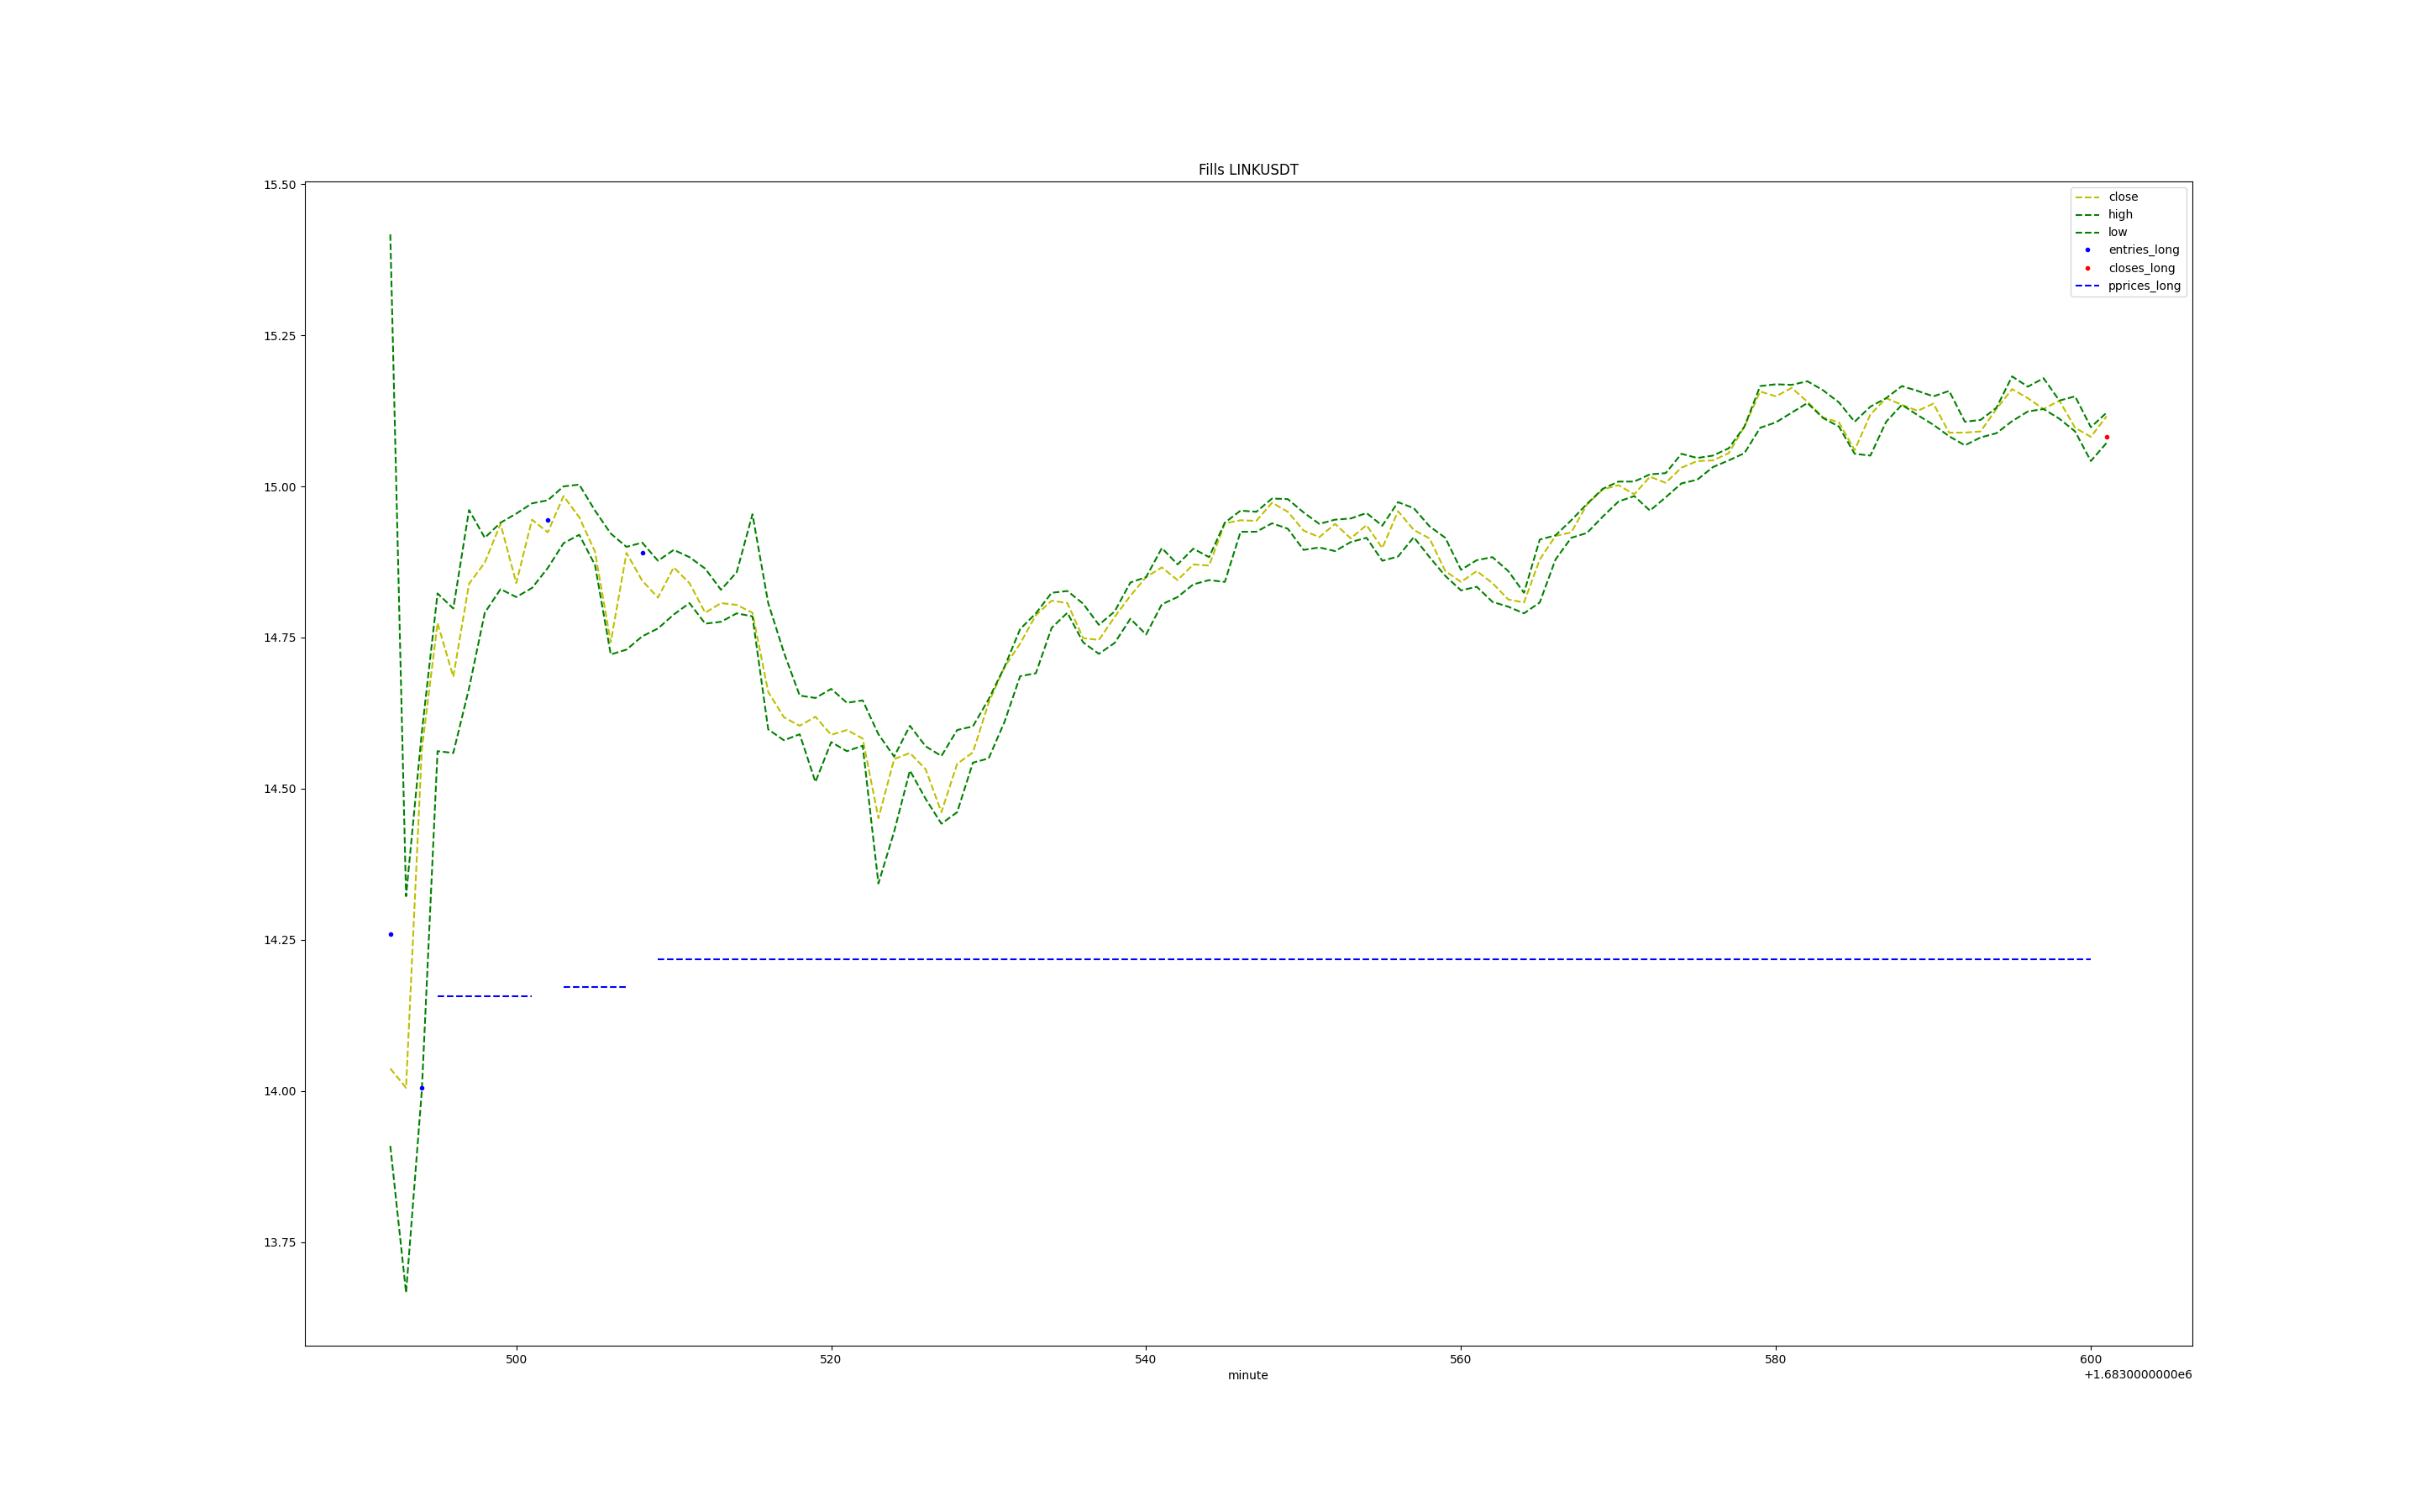 Fills LINKUSDT
15.50
15.25
15.00
14.75
14.50
14.25
14.00
13.75
close
high
low
entries_long
closes_long
pprices_long
500 520 540 560 580 600
minute
+1.6830000000e6